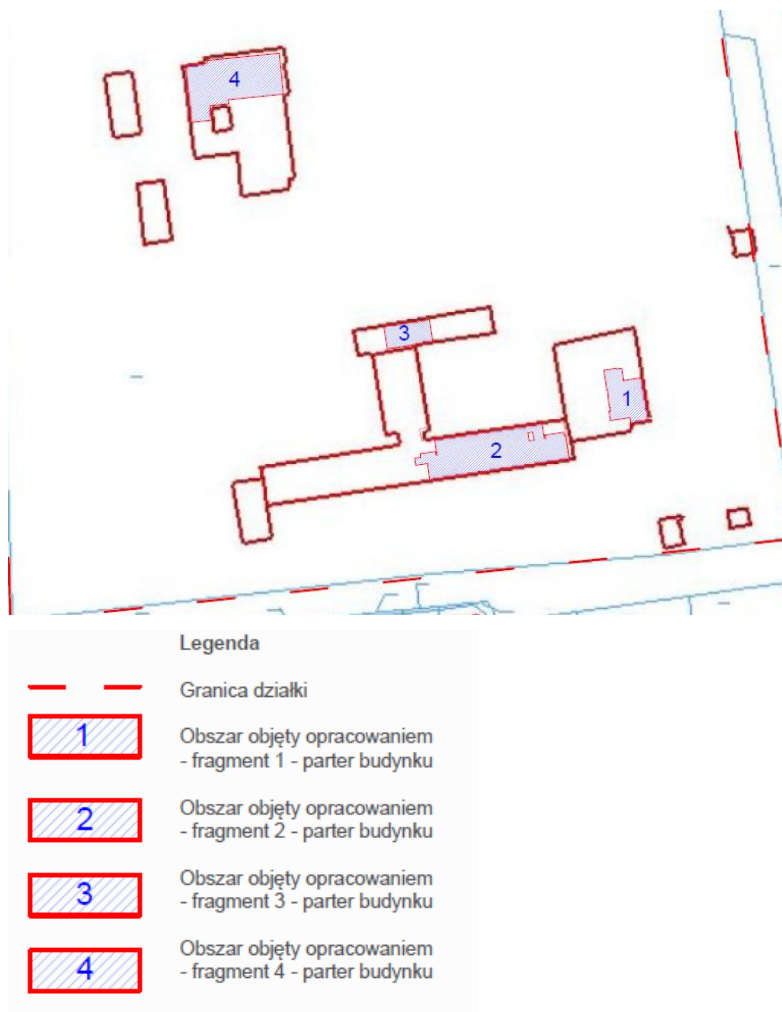 4
3
1
2
Legenda
Granica działki
1
Obszar objęty opracowaniem
- fragment 1 - parter budynku
2
Obszar objęty opracowaniem
- fragment 2 - parter budynku
3
Obszar objęty opracowaniem
- fragment 3 - parter budynku
4
Obszar objęty opracowaniem
- fragment 4 - parter budynku